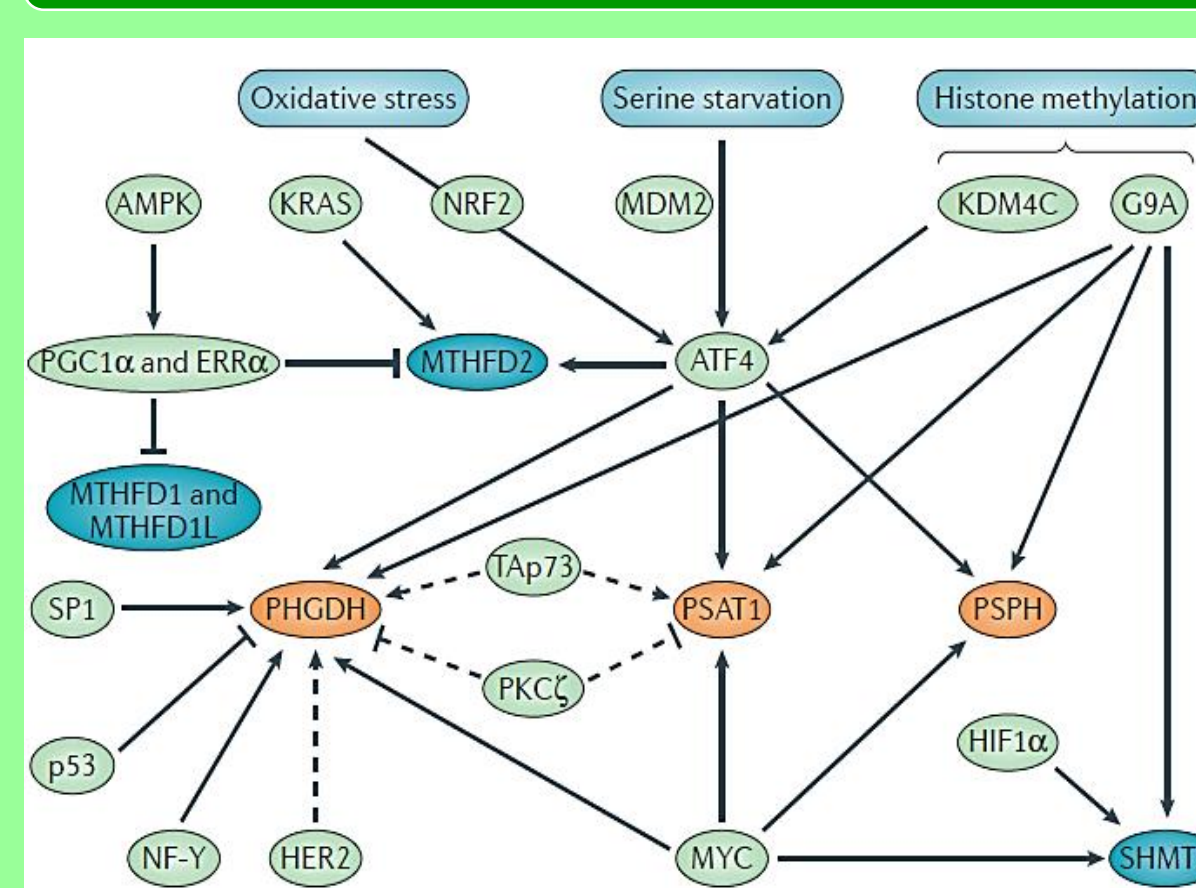 Oxidative stress
Serine starvation
Histone methylation
AMPK
KRAS
NRF2
MDM2
KDM4C
G9A
PGC1α and ERRα
MTHFD2
ATF4
MTHFD1 and
MTHFD1L
TAp73
SP1
PHGDH
PSAT1
PSPH
PKCζ
HIF1α
p53
NF-Y
HER2
MYC
SHMT